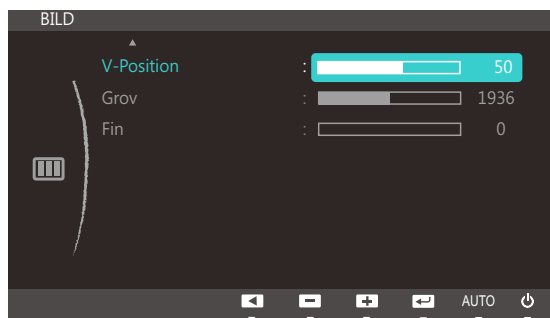 BILD
V-Position : 50
Grov : 1936
Fin : 0
AUTO